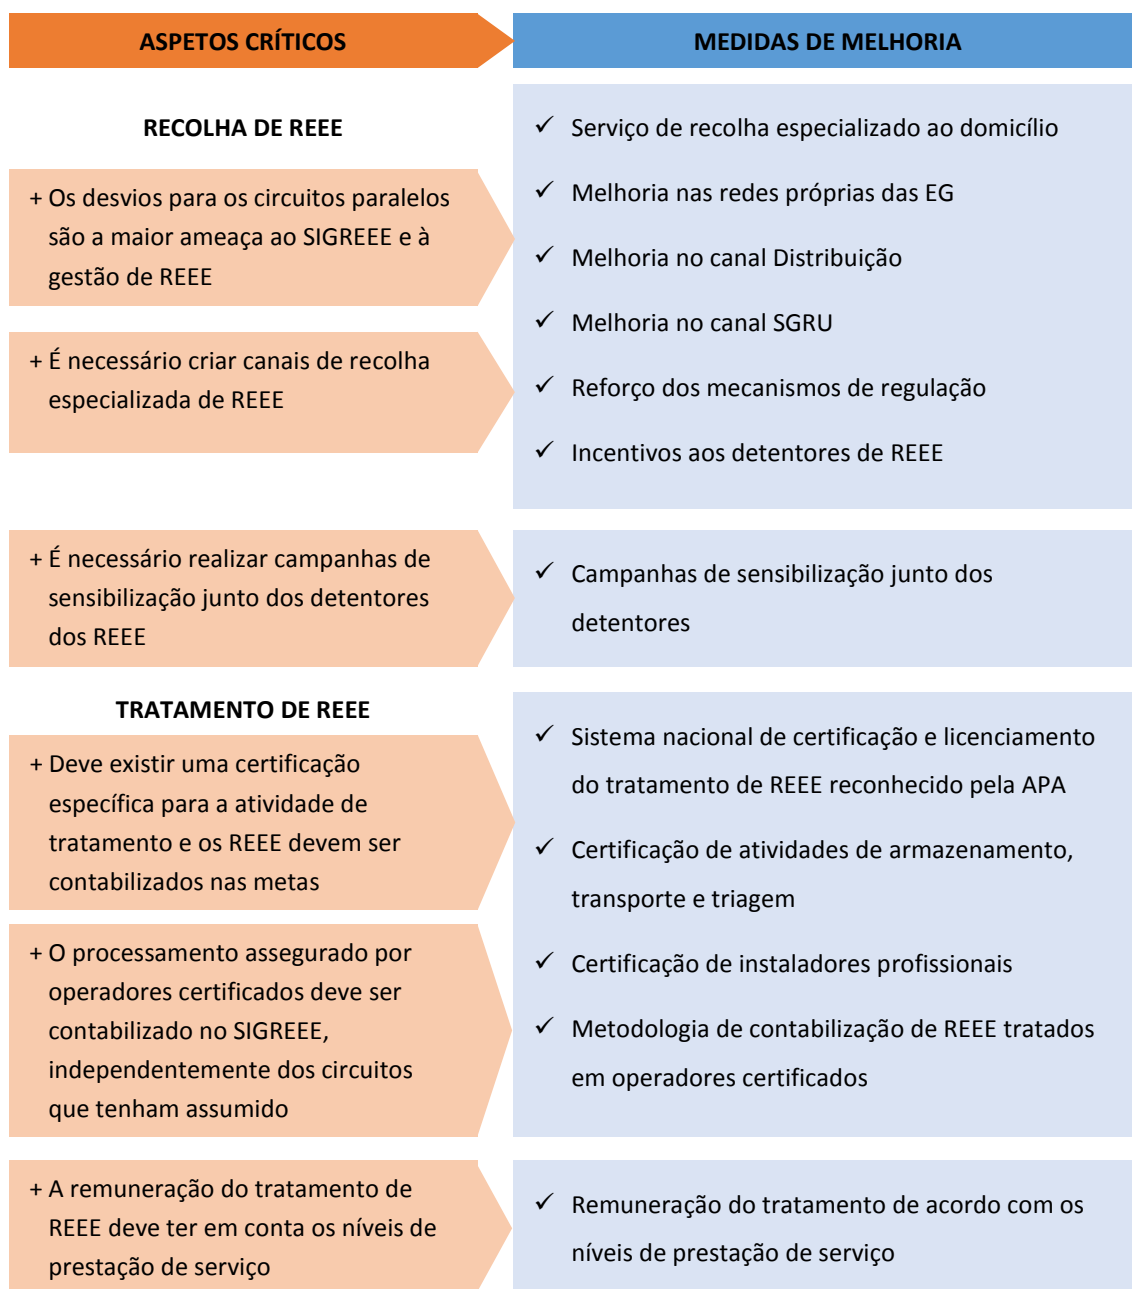 ASPETOS CRÍTICOS
MEDIDAS DE MELHORIA
RECOLHA DE REEE
+ Os desvios para os circuitos paralelos
são a maior ameaça ao SIGREEE e à
gestão de REEE
+ É necessário criar canais de recolha
especializada de REEE
✓ Serviço de recolha especializado ao domicílio
✓ Melhoria nas redes próprias das EG
✓ Melhoria no canal Distribuição
✓ Melhoria no canal SGRU
✓ Reforço dos mecanismos de regulação
✓ Incentivos aos detentores de REEE
+ É necessário realizar campanhas de
sensibilização junto dos detentores
dos REEE
✓ Campanhas de sensibilização junto dos
detentores
TRATAMENTO DE REEE
+ Deve existir uma certificação
específica para a atividade de
tratamento e os REEE devem ser
contabilizados nas metas
+ O processamento assegurado por
operadores certificados deve ser
contabilizado no SIGREEE,
independentemente dos circuitos
que tenham assumido
✓ Sistema nacional de certificação e licenciamento
do tratamento de REEE reconhecido pela APA
✓ Certificação de atividades de armazenamento,
transporte e triagem
✓ Certificação de instaladores profissionais
✓ Metodologia de contabilização de REEE tratados
em operadores certificados
+ A remuneração do tratamento de
REEE deve ter em conta os níveis de
prestação de serviço
✓ Remuneração do tratamento de acordo com os
níveis de prestação de serviço